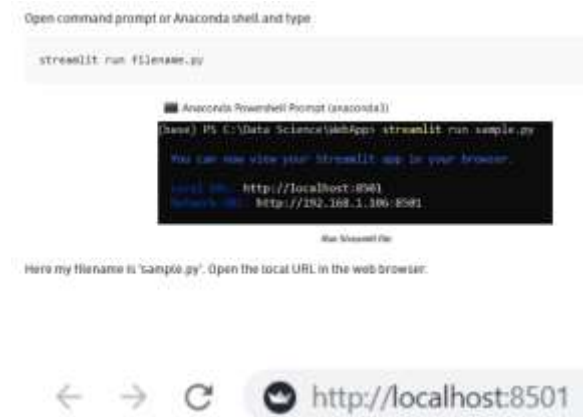 Open command prompt or Anaconda shell and type
streamlit run filename.py
Anaconda Powershell Prompt (anaconda3)
(base) PS C:\Data Science\WebApp> streamlit run sample.py
You can now view your Streamlit app in your browser.
Local URL: http://localhost:8501
Network URL: http://192.168.1.106:8501
Run Streamlit file
Here my filename is 'sample.py'. Open the local URL in the web browser.
http://localhost:8501